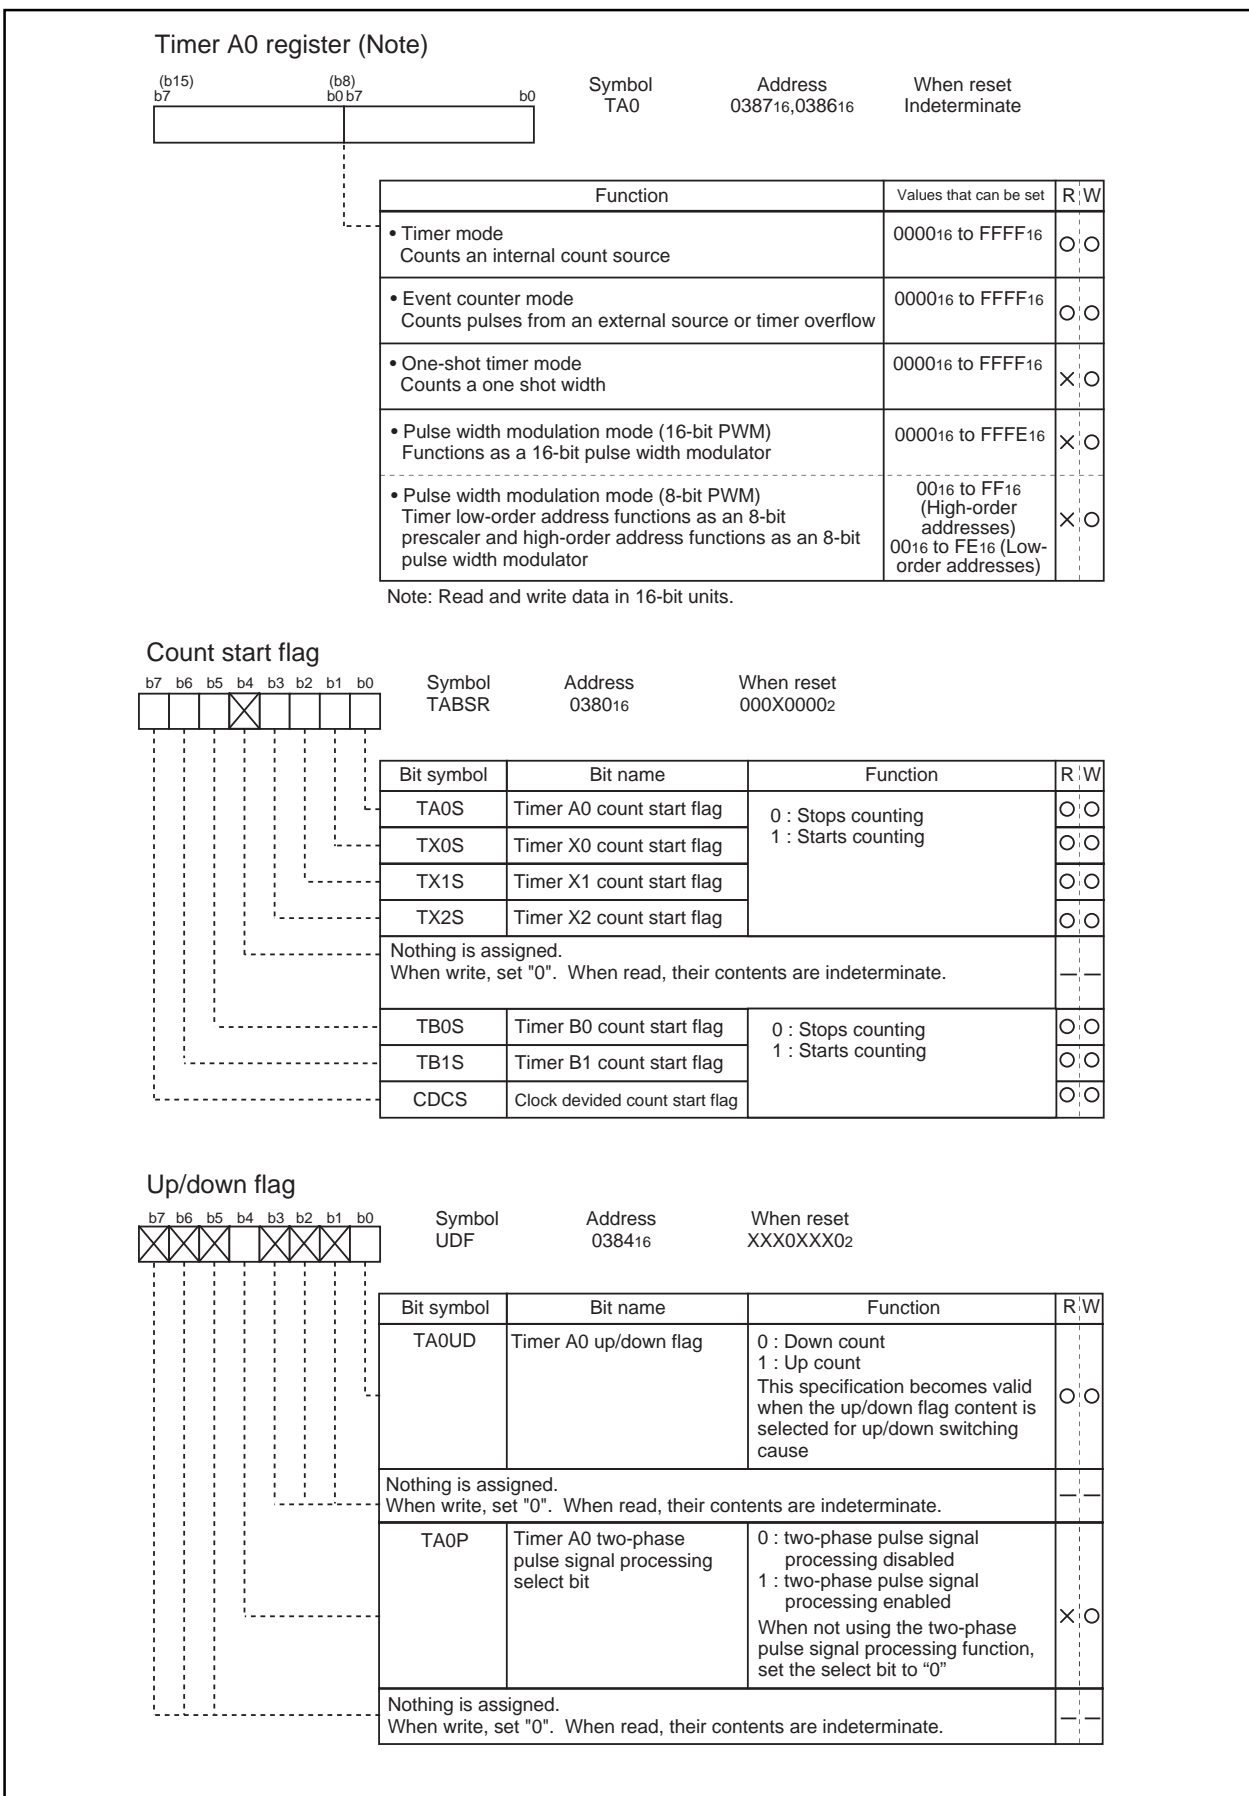 Timer A0 register (Note)
(b15) (b8)
b7 b0 b7 b0
Symbol Address When reset
TA0 038716,038616 Indeterminate
Function Values that can be set R W
• Timer mode 000016 to FFFF16
Counts an internal count source
• Event counter mode 000016 to FFFF16
Counts pulses from an external source or timer overflow
• One-shot timer mode 000016 to FFFF16
Counts a one shot width
• Pulse width modulation mode (16-bit PWM) 000016 to FFFE16
Functions as a 16-bit pulse width modulator
• Pulse width modulation mode (8-bit PWM)
Timer low-order address functions as an 8-bit
prescaler and high-order address functions as an 8-bit
pulse width modulator
0016 to FF16
(High-order
addresses)
0016 to FE16 (Low-
order addresses)
Note: Read and write data in 16-bit units.
Count start flag
b7 b6 b5 b4 b3 b2 b1 b0
Symbol Address When reset
TABSR 038016 000X00002
Bit symbol Bit name Function R W
TA0S Timer A0 count start flag
0 : Stops counting
1 : Starts counting
TX0S Timer X0 count start flag
TX1S Timer X1 count start flag
TX2S Timer X2 count start flag
Nothing is assigned.
When write, set "0". When read, their contents are indeterminate.
TB0S Timer B0 count start flag
0 : Stops counting
1 : Starts counting
TB1S Timer B1 count start flag
CDCS Clock devided count start flag
Up/down flag
b7 b6 b5 b4 b3 b2 b1 b0
Symbol Address When reset
UDF 038416 XXX0XXX02
Bit symbol Bit name Function R W
TA0UD Timer A0 up/down flag
0 : Down count
1 : Up count
This specification becomes valid
when the up/down flag content is
selected for up/down switching
cause
Nothing is assigned.
When write, set "0". When read, their contents are indeterminate.
TA0P
Timer A0 two-phase
pulse signal processing
select bit
0 : two-phase pulse signal
processing disabled
1 : two-phase pulse signal
processing enabled
When not using the two-phase
pulse signal processing function,
set the select bit to “0”
Nothing is assigned.
When write, set "0". When read, their contents are indeterminate.